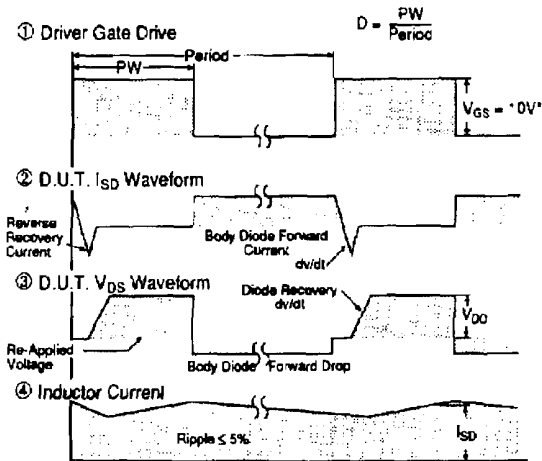 ① Driver Gate Drive
D = PW
Period
Period
PW
VGS = "0V"
② D.U.T. ISD Waveform
Reverse
Recovery
Current
Body Diode Forward
Current
dv/dt
③ D.U.T. VDS Waveform
Diode Recovery
dv/dt
VDD
Re-Applied
Voltage
Body Diode Forward Drop
④ Inductor Current
Ripple ≤ 5%
ISD